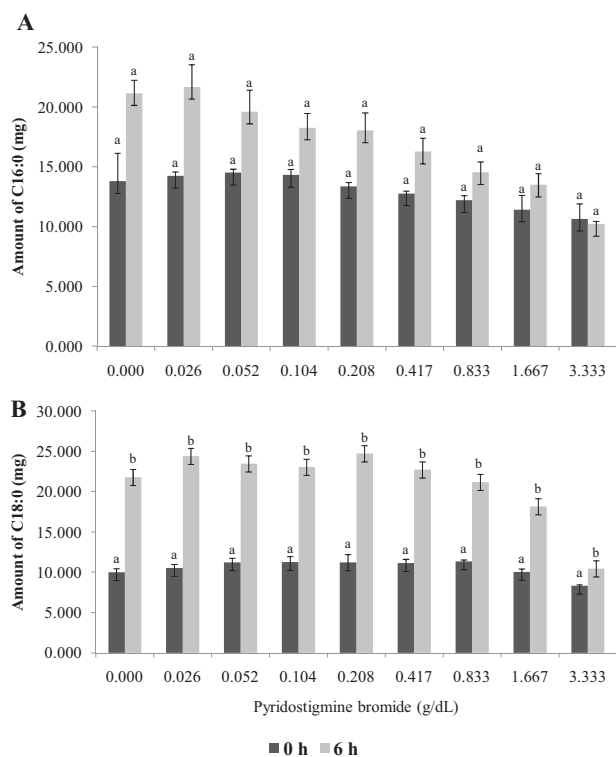 A
25.000
20.000
15.000
10.000
5.000
0.000
Amount of C16:0 (mg)
a a a a a a a a a a a a a a a a a a
0.000 0.026 0.052 0.104 0.208 0.417 0.833 1.667 3.333
B
30.000
25.000
20.000
15.000
10.000
5.000
0.000
Amount of C18:0 (mg)
a b a b a b a b a b a b a b a b a b
0.000 0.026 0.052 0.104 0.208 0.417 0.833 1.667 3.333
Pyridostigmine bromide (g/dL)
0 h 6 h